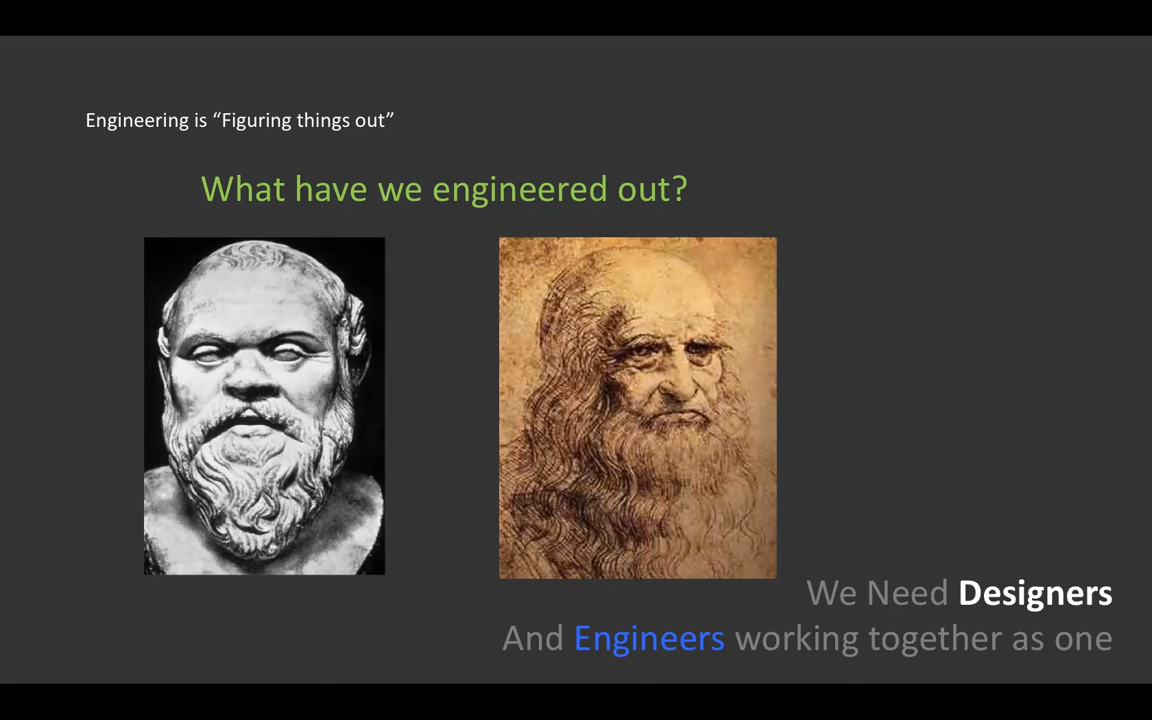 Engineering is “Figuring things out”
What have we engineered out?
We Need Designers
And Engineers working together as one